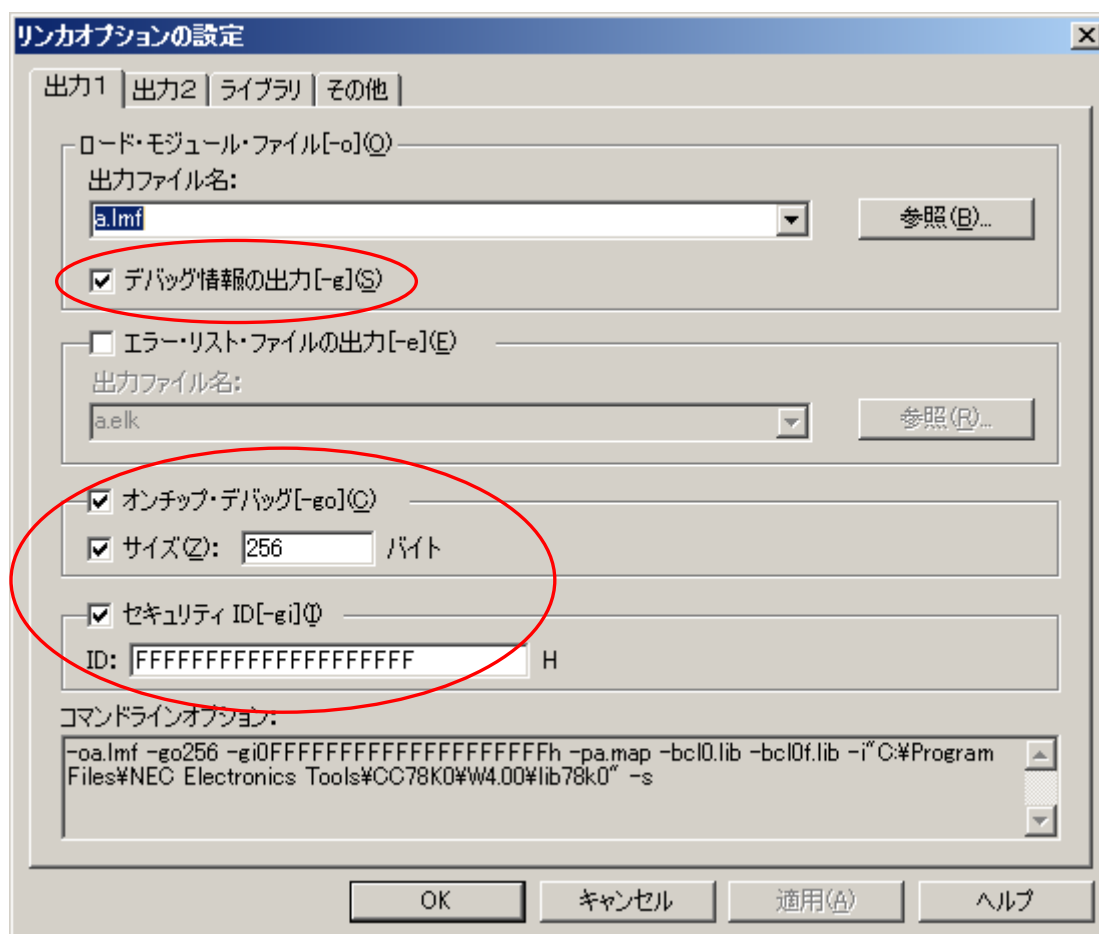 リンカオプションの設定
出力1 出力2 ライブラリ その他
ロード・モジュール・ファイル[-o](O)
出力ファイル名:
a.lmf 参照(B)...
デバッグ情報の出力[-g](S)
エラー・リスト・ファイルの出力[-e](E)
出力ファイル名:
a.elk 参照(R)...
オンチップ・デバッグ[-go](C)
サイズ(Z): 256 バイト
セキュリティ ID[-gi](I)
ID: FFFFFFFFFFFFFFFFFFFF H
コマンドラインオプション:
-oa.lmf -go256 -gi0FFFFFFFFFFFFFFFFFFFFh -pa.map -bcl0.lib -bcl0f.lib -i"C:¥Program
Files¥NEC Electronics Tools¥CC78K0¥W4.00¥lib78k0" -s
OK キャンセル 適用(A) ヘルプ